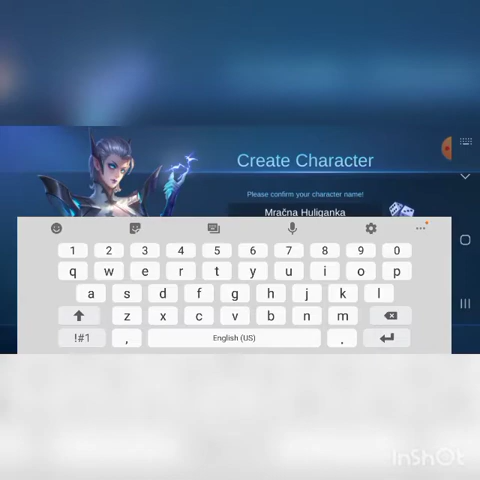 Create Character
Please confirm your character name!
Mračna Huliganka
1 2 3 4 5 6 7 8 9 0
q w e r t y u i o p
a s d f g h j k l
z x c v b n m
!#1 , English (US) .
InShOt